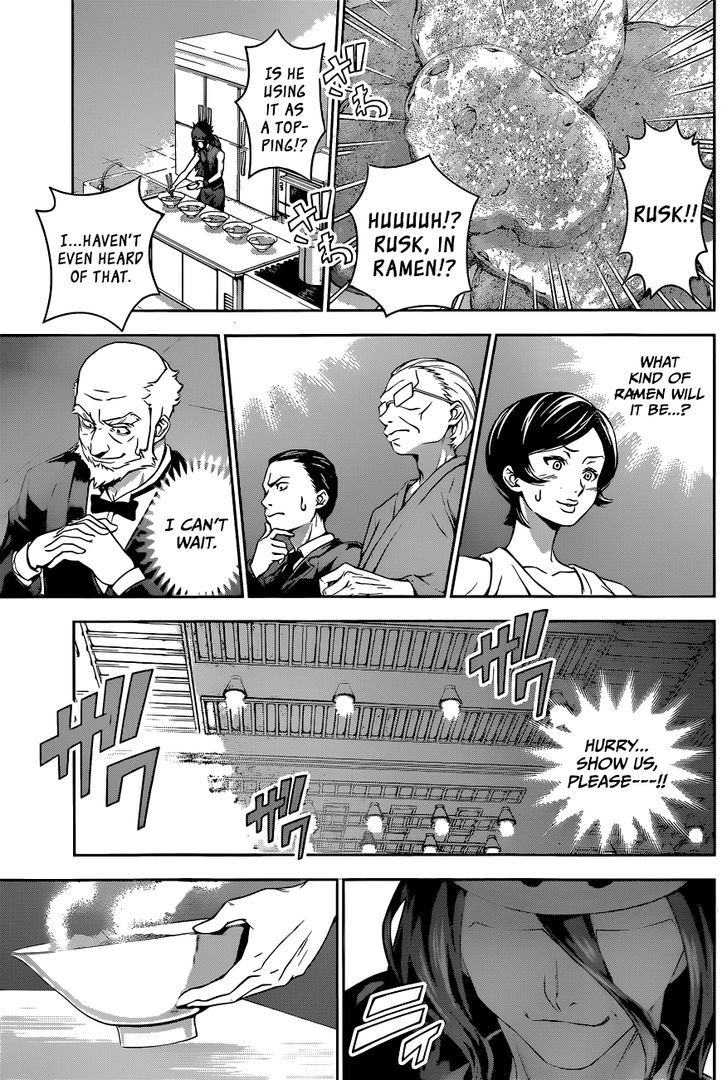 RUSK!!
HUUUUH!?
RUSK, IN
RAMEN!?
ざわ
IS HE
USING
IT AS
A TOP-
PING!?
ざわ
I...HAVEN'T
EVEN HEARD
OF THAT.
WHAT
KIND OF
RAMEN WILL
IT BE...?
I CAN'T
WAIT.
HURRY...
SHOW US,
PLEASE---!!
ザワ
ザワ
ザワ
ニイ